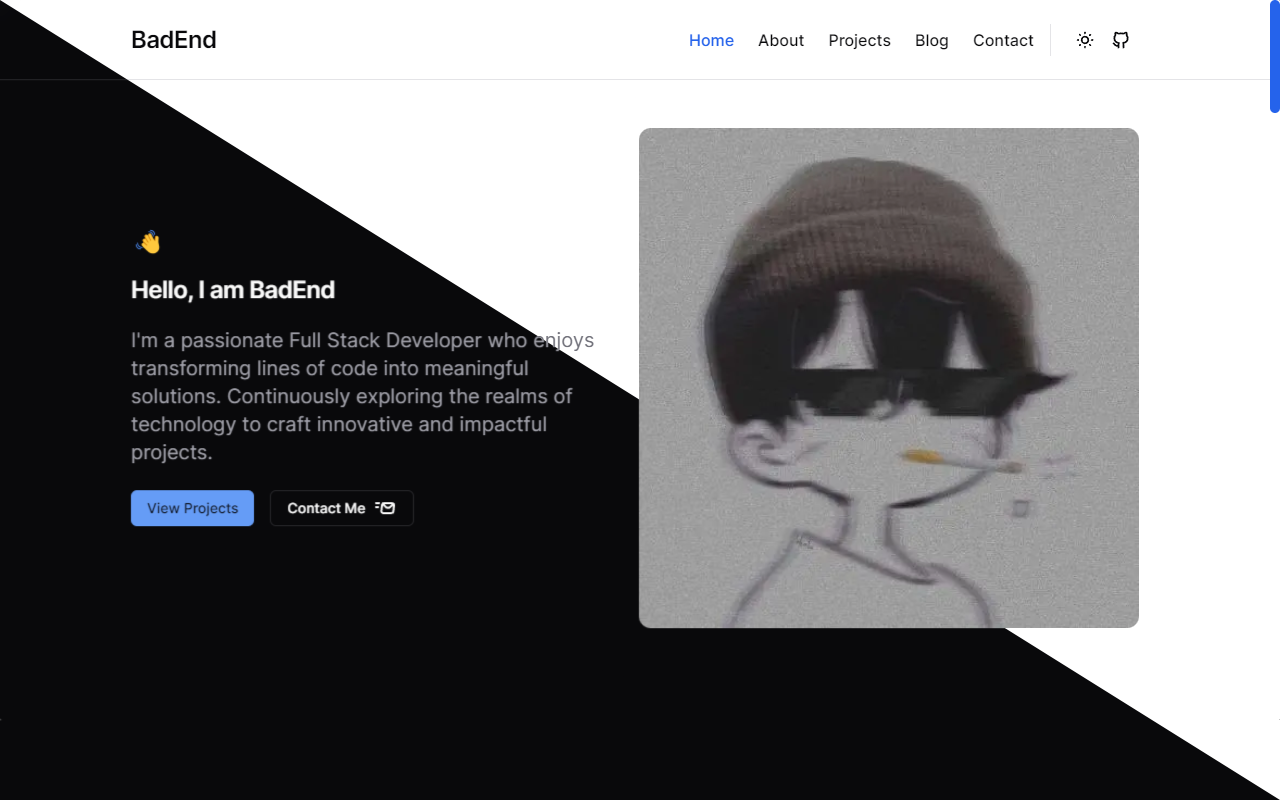 BadEnd
Home About Projects Blog Contact
Hello, I am BadEnd
I'm a passionate Full Stack Developer who enjoys
transforming lines of code into meaningful
solutions. Continuously exploring the realms of
technology to craft innovative and impactful
projects.
View Projects
Contact Me